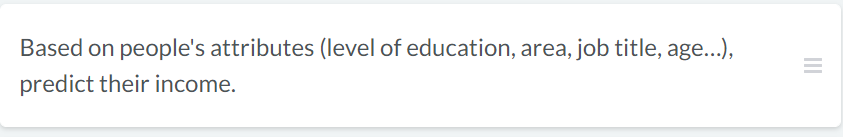 Based on people's attributes (level of education, area, job title, age...),
predict their income.